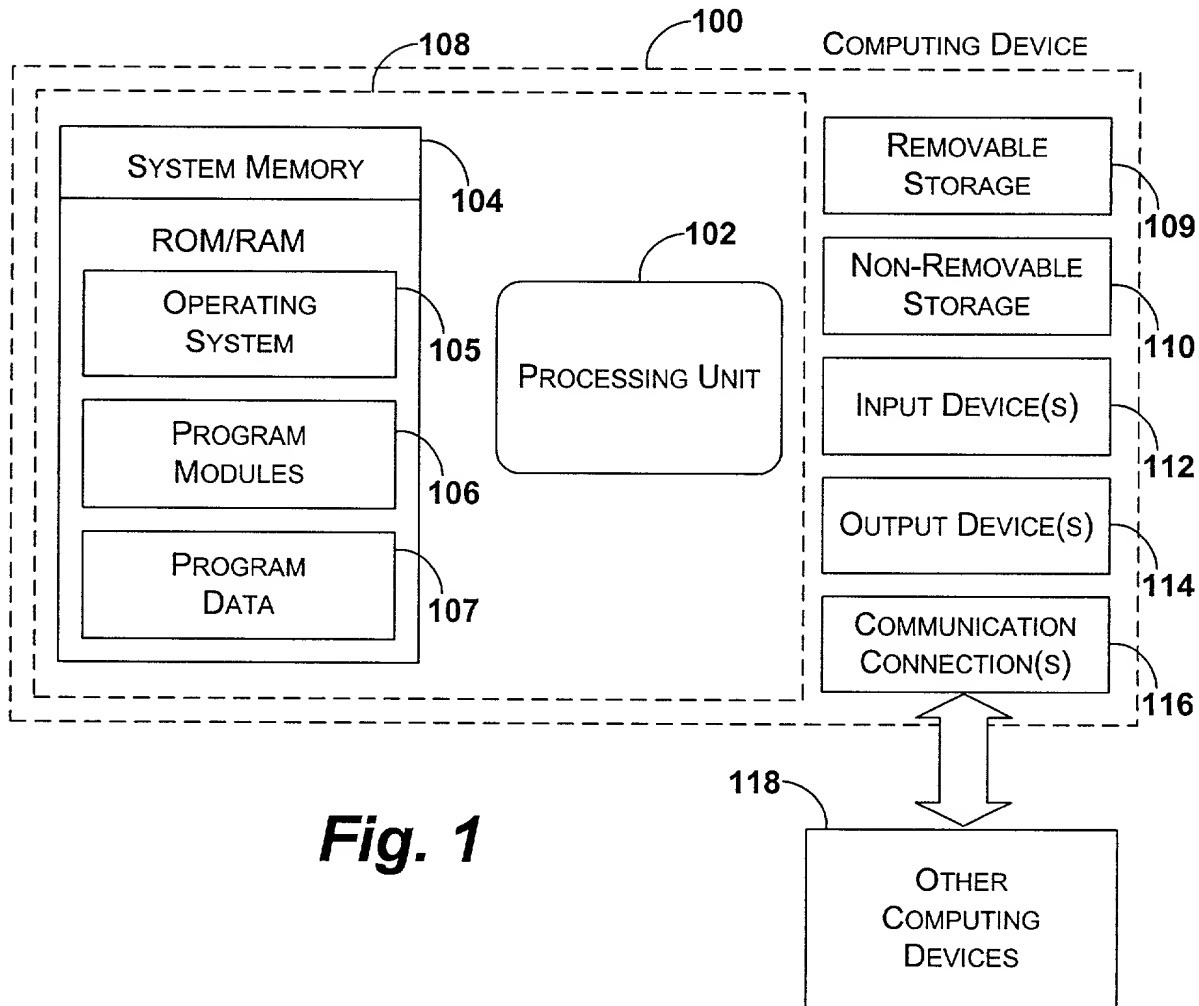 100
COMPUTING DEVICE
108
SYSTEM MEMORY
104
ROM/RAM
OPERATING
SYSTEM
105
PROGRAM
MODULES
106
PROGRAM
DATA
107
102
PROCESSING UNIT
REMOVABLE
STORAGE
109
NON-REMOVABLE
STORAGE
110
INPUT DEVICE(S)
112
OUTPUT DEVICE(S)
114
COMMUNICATION
CONNECTION(S)
116
118
OTHER
COMPUTING
DEVICES
Fig. 1